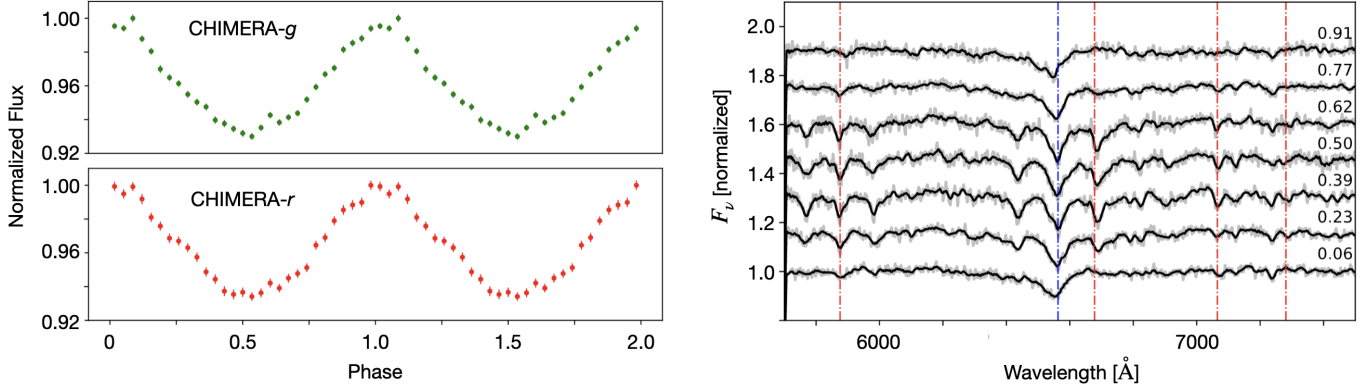 1.00
CHIMERA-g
0.96
0.92
1.00
CHIMERA-r
0.96
0.92
Normalized Flux
0 0.5 1.0 1.5 2.0
Phase
2.0
1.8
1.6
1.4
1.2
1.0
Fν [normalized]
0.91
0.77
0.62
0.50
0.39
0.23
0.06
6000 7000
Wavelength [Å]